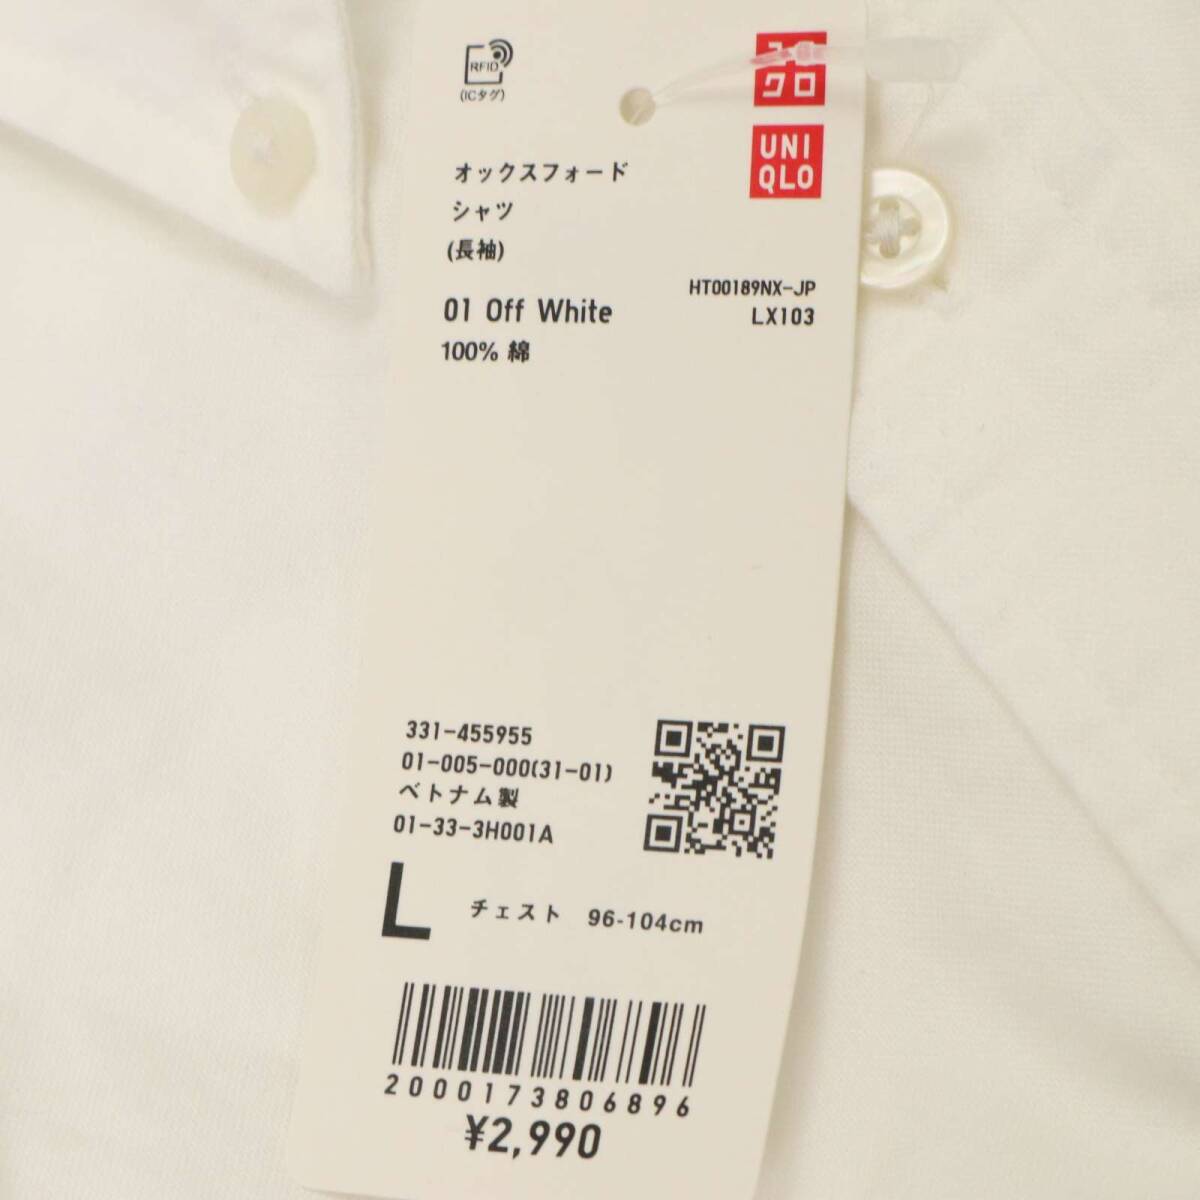 RFID
(ICタグ)
ユニ
クロ
UNI
QLO
オックスフォード
シャツ
(長袖)
HT00189NX-JP
01 Off White
LX103
100% 綿
331-455955
01-005-000(31-01)
ベトナム製
01-33-3H001A
L チェスト 96-104cm
2000173806896
¥2,990